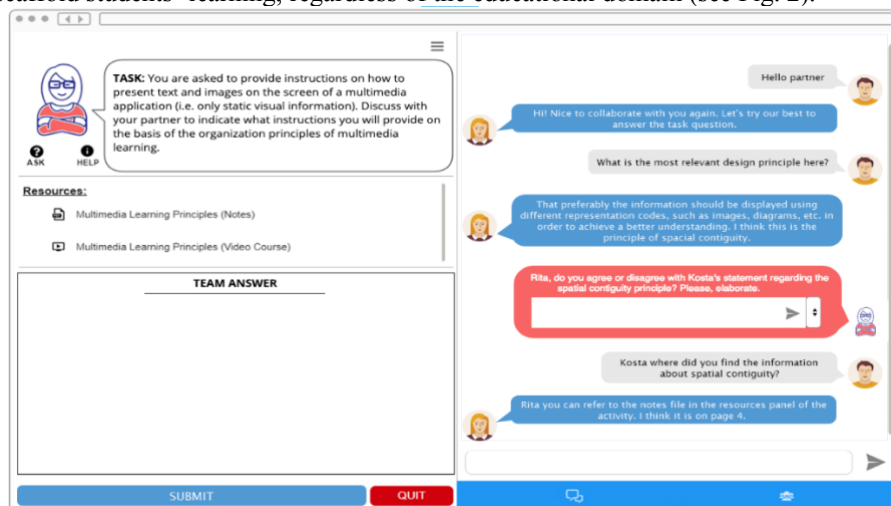 scaffold students' learning, regardless of the educational domain (see Fig. 2).
TASK: You are asked to provide instructions on how to
present text and images on the screen of a multimedia
application (i.e. only static visual information). Discuss with
your partner to indicate what instructions you will provide on
the basis of the organization principles of multimedia
learning.
ASK
HELP
Resources:
Multimedia Learning Principles (Notes)
Multimedia Learning Principles (Video Course)
TEAM ANSWER
SUBMIT
QUIT
Hello partner
Hi! Nice to collaborate with you again. Let's try our best to
answer the task question.
What is the most relevant design principle here?
That preferably the information should be displayed using
different representation codes, such as images, diagrams, etc. in
order to achieve a better understanding. I think this is the
principle of spacial contiguity.
Rita, do you agree or disagree with Kosta's statement regarding the
spatial contiguity principle? Please, elaborate.
Kosta where did you find the information
about spatial contiguity?
Rita you can refer to the notes file in the resources panel of the
activity. I think it is on page 4.